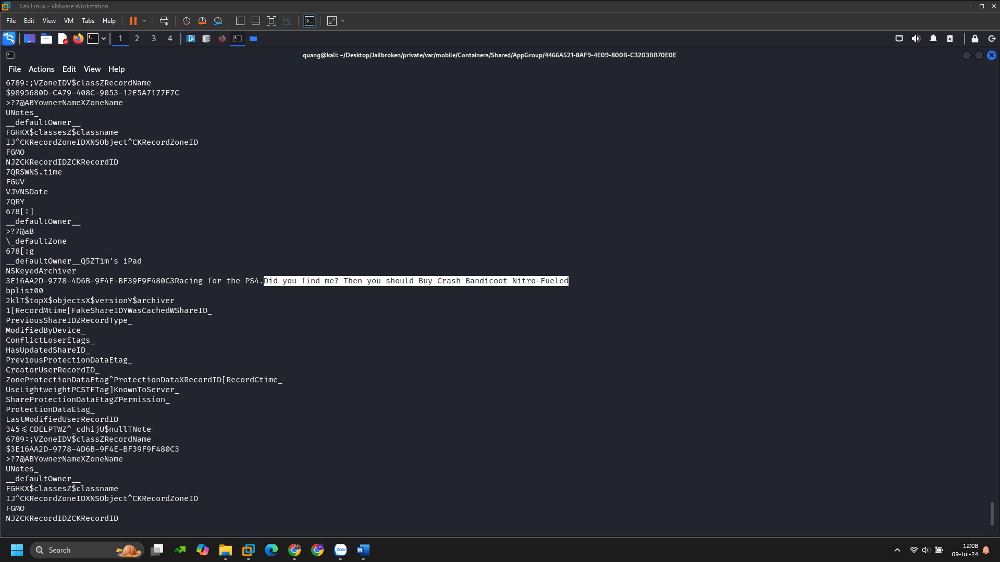 Kali Linux - VMware Workstation
File Edit View VM Tabs Help
1 2 3 4
quang@kali: ~/Desktop/Jailbroken/private/var/mobile/Containers/Shared/AppGroup/4466A521-8AF9-4E09-800B-C3203BB70E0E
File Actions Edit View Help
6789:;VZoneIDV$classZRecordName
$9895680D-CA79-408C-9053-12E5A7177F7C
>?7@ABYownerNameXZoneName
UNotes_
__defaultOwner__
FGHKX$classesZ$classname
IJ^CKRecordZoneIDXNSObject^CKRecordZoneID
FGMO
NJZCKRecordIDZCKRecordID
7QRSWNS.time
FGUV
VJVNSDate
7QRY
678[:]
__defaultOwner__
>?7@aB
\_defaultZone
678[:g
__defaultOwner__Q5ZTim's iPad
NSKeyedArchiver
3E16AA2D-9778-4D6B-9F4E-BF39F9F480C3Racing for the PS4.Did you find me? Then you should Buy Crash Bandicoot Nitro-Fueled
bplist00
2klT$topX$objectsX$versionY$archiver
1[RecordMtime[FakeShareIDYWasCachedWShareID_
PreviousShareIDZRecordType_
ModifiedByDevice_
ConflictLoserEtags_
HasUpdatedShareID_
PreviousProtectionDataEtag_
CreatorUserRecordID_
ZoneProtectionDataEtag^ProtectionDataXRecordID[RecordCtime_
UseLightweightPCSTETag]KnownToServer_
ShareProtectionDataEtagZPermission_
ProtectionDataEtag_
LastModifiedUserRecordID
345<=CDELPTWZ^_cdhijU$nullTNote
6789:;VZoneIDV$classZRecordName
$3E16AA2D-9778-4D6B-9F4E-BF39F9F480C3
>?7@ABYownerNameXZoneName
UNotes_
__defaultOwner__
FGHKX$classesZ$classname
IJ^CKRecordZoneIDXNSObject^CKRecordZoneID
FGMO
NJZCKRecordIDZCKRecordID
Search
Zalo
12:08
09-Jul-24